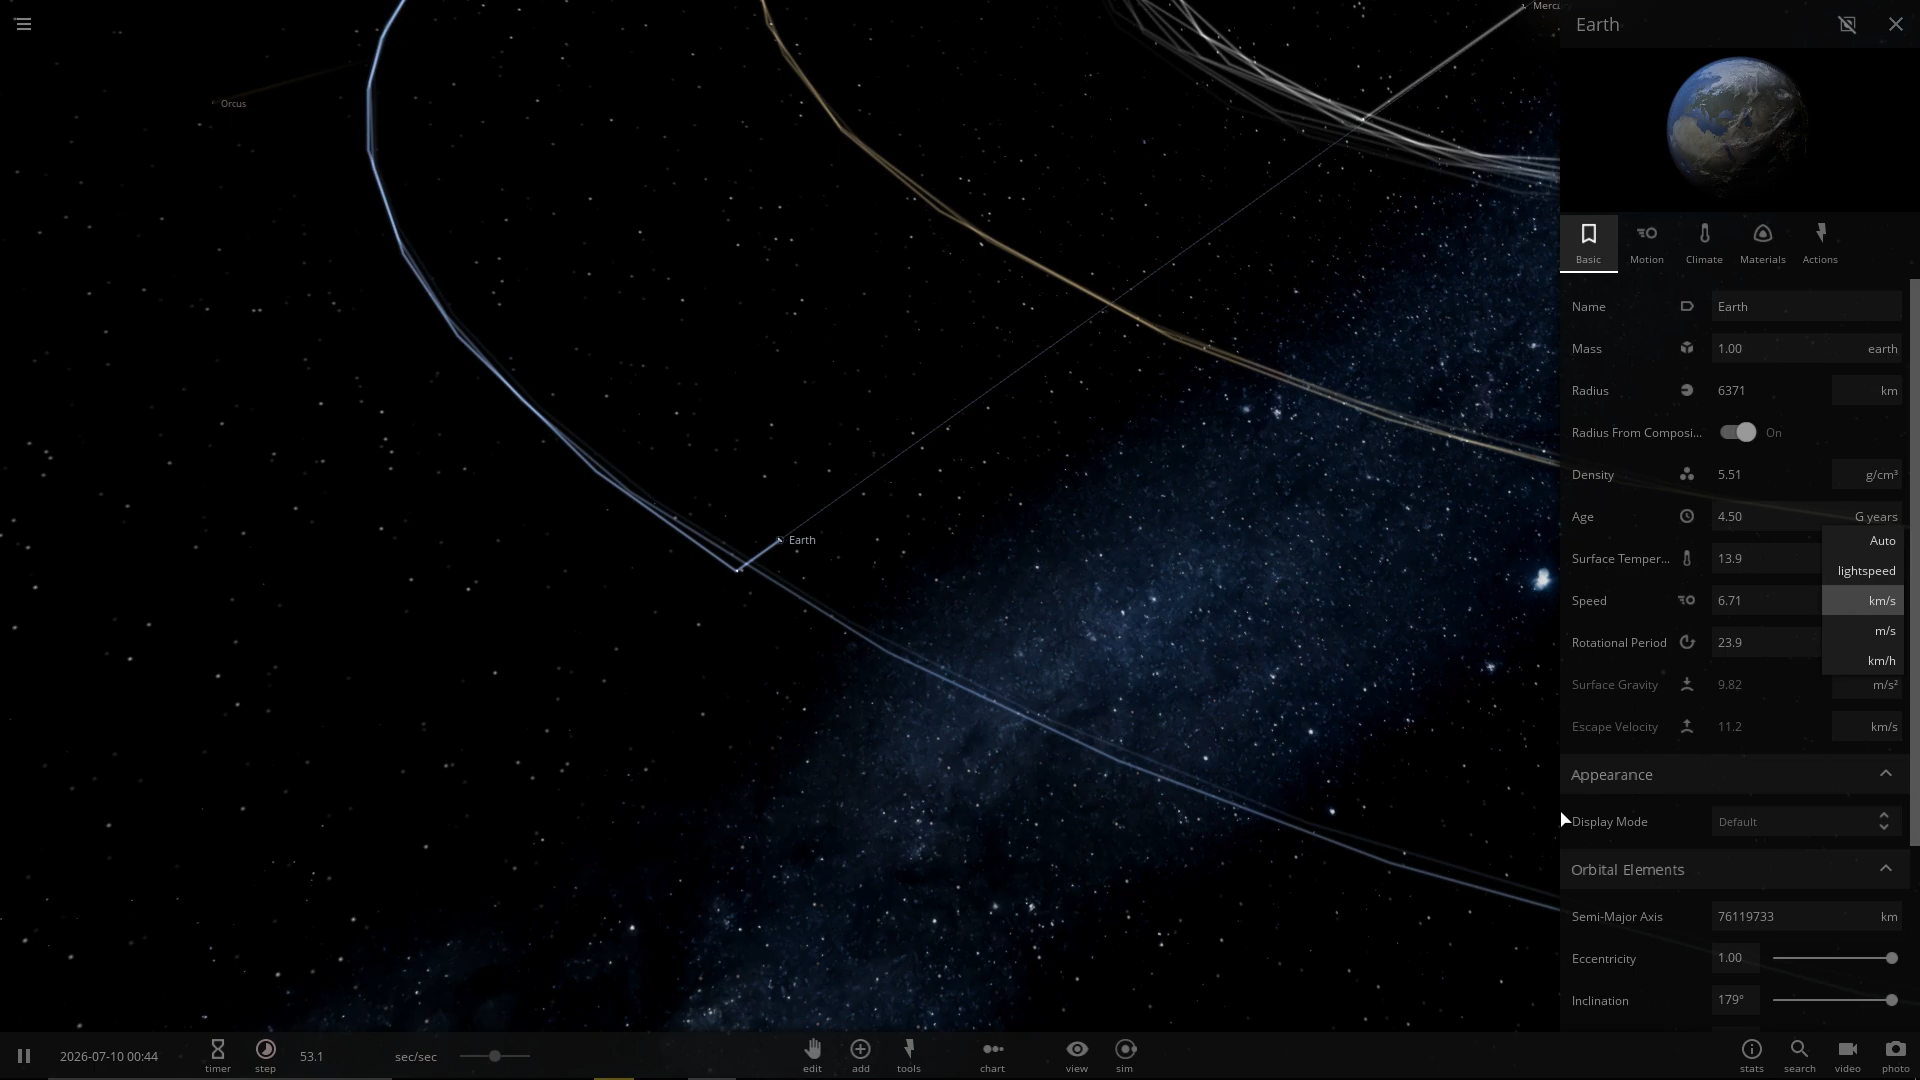 Mercu
Earth
Orcus
Basic
Motion
Climate
Materials
Actions
Name
Earth
Mass
1.00
earth
Radius
6371
km
Radius From Composi...
On
Density
5.51
g/cm³
Age
4.50
G years
Auto
Earth
Surface Temper...
13.9
lightspeed
Speed
6.71
km/s
m/s
Rotational Period
23.9
km/h
Surface Gravity
9.82
m/s²
Escape Velocity
11.2
km/s
Appearance
Display Mode
Default
Orbital Elements
Semi-Major Axis
76119733
km
Eccentricity
1.00
Inclination
179°
2026-07-10 00:44
timer
step
53.1
sec/sec
edit
add
tools
chart
view
sim
stats
search
video
photo